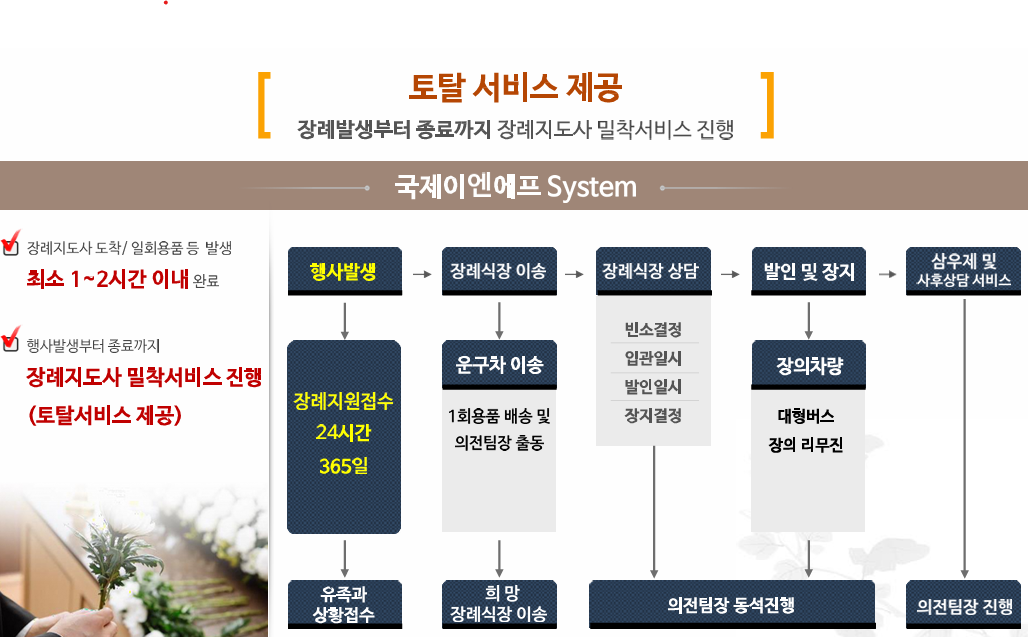 토탈 서비스 제공
장례발생부터 종료까지 장례지도사 밀착서비스 진행
국제이엔에프 System
장례지도사 도착/ 일회용품 등 발생
최소 1~2시간 이내 완료
행사발생부터 종료까지
장례지도사 밀착서비스 진행
(토탈서비스 제공)
행사발생
장례식장 이송
장례식장 상담
발인 및 장지
삼우제 및
사후상담 서비스
장례지원접수
24시간
365일
운구차 이송
1회용품 배송 및
의전팀장 출동
빈소결정
입관일시
발인일시
장지결정
장의차량
대형버스
장의 리무진
유족과
상황접수
희 망
장례식장 이송
의전팀장 동석진행
의전팀장 진행